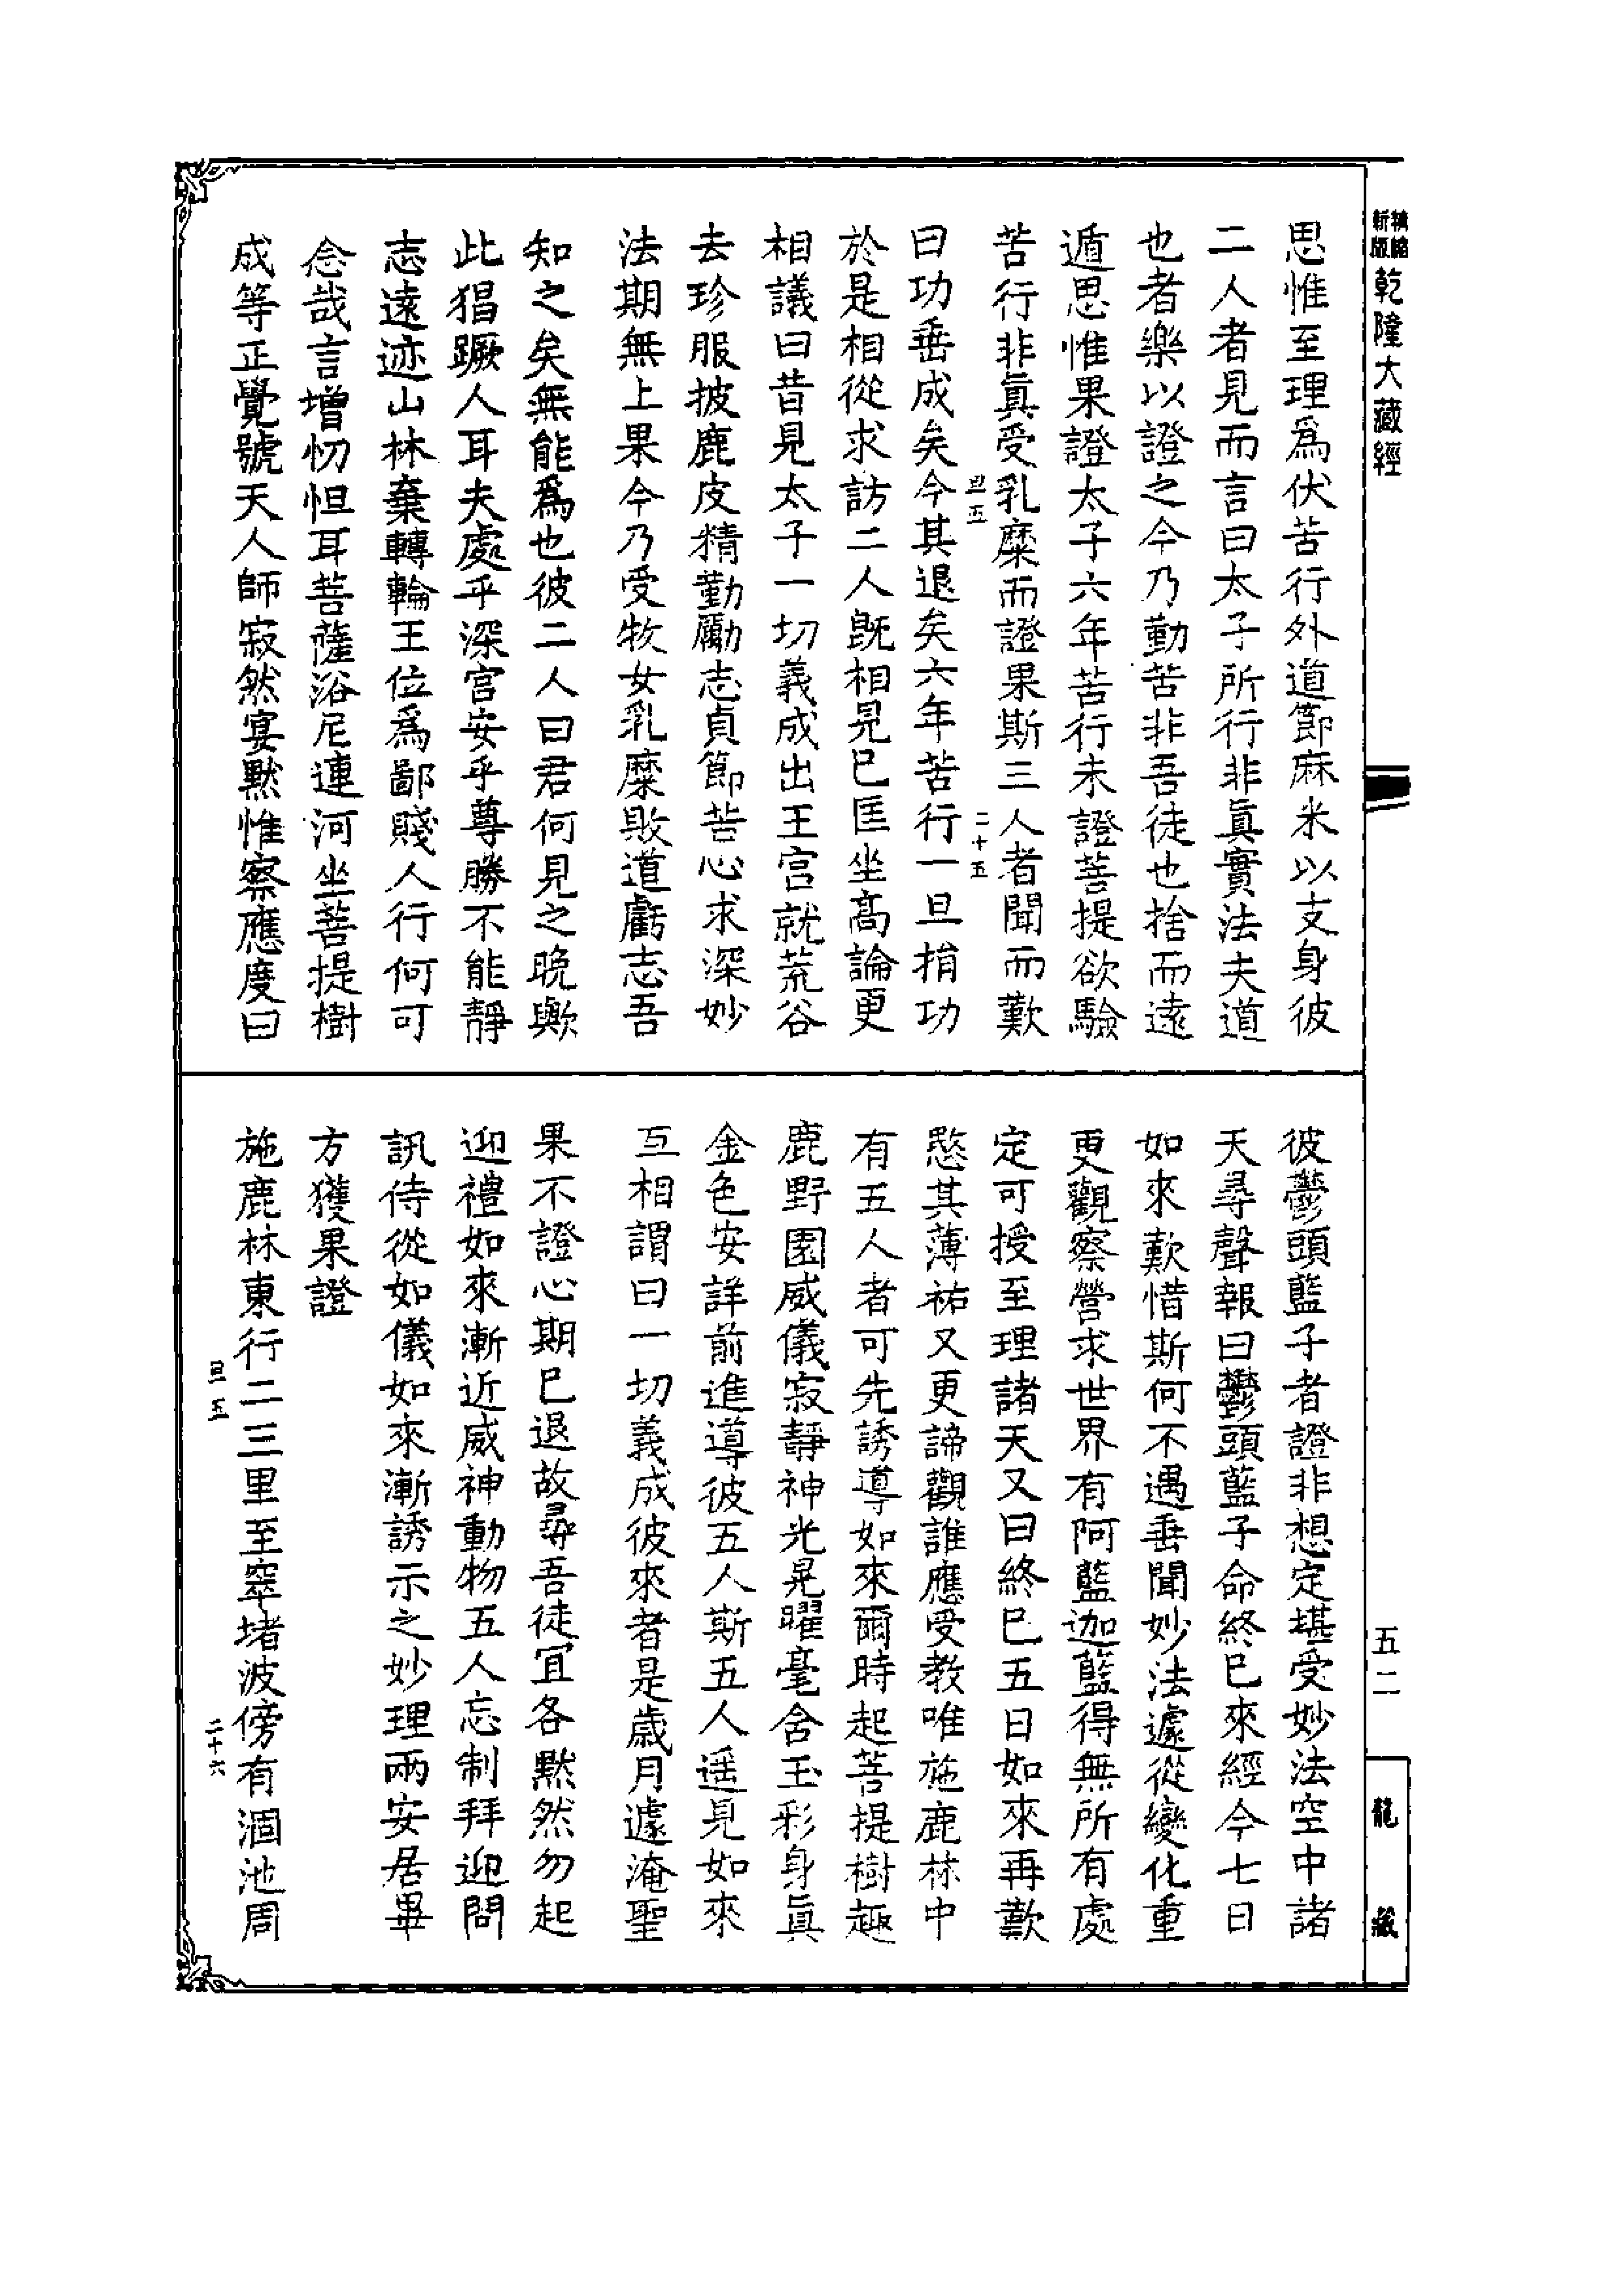 新版精縮
乾隆大藏經
思惟至理爲伏苦行外道節麻米以支身彼
二人者見而言曰太子所行非眞實法夫道
也者樂以證之今乃勤苦非吾徒也捨而遠
遁思惟果證太子六年苦行未證菩提欲驗
苦行非眞受乳糜而證果斯三人者聞而歎
旦五
二十五
曰功垂成矣今其退矣六年苦行一旦捐功
於是相從求訪二人旣相見已匡坐高論更
相議曰昔見太子一切義成出王宮就荒谷
去珍服披鹿皮精勤勵志貞節苦心求深妙
法期無上果今乃受牧女乳糜敗道虧志吾
知之矣無能爲也彼二人曰君何見之晚歟
此猖蹶人耳夫處乎深宮安乎尊勝不能靜
志遠迹山林棄轉輪王位爲鄙賤人行何可
念哉言增忉怛耳菩薩浴尼連河坐菩提樹
成等正覺號天人師寂然宴默惟察應度曰
彼鬱頭藍子者證非想定堪受妙法空中諸
天尋聲報曰鬱頭藍子命終已來經今七日
如來歎惜斯何不遇垂聞妙法遽從變化重
更觀察營求世界有阿藍迦藍得無所有處
定可授至理諸天又曰終已五日如來再歎
愍其薄祐又更諦觀誰應受教唯施鹿林中
有五人者可先誘導如來爾時起菩提樹趣
鹿野園威儀寂靜神光晃曜毫含玉彩身眞
金色安詳前進導彼五人斯五人遥見如來
互相謂曰一切義成彼來者是歲月遽淹聖
果不證心期已退故尋吾徒宜各默然勿起
迎禮如來漸近威神動物五人忘制拜迎問
訊侍從如儀如來漸誘示之妙理兩安居畢
方獲果證
施鹿林東行二三里至窣堵波傍有涸池周
旦五
二十六
五二
龍藏